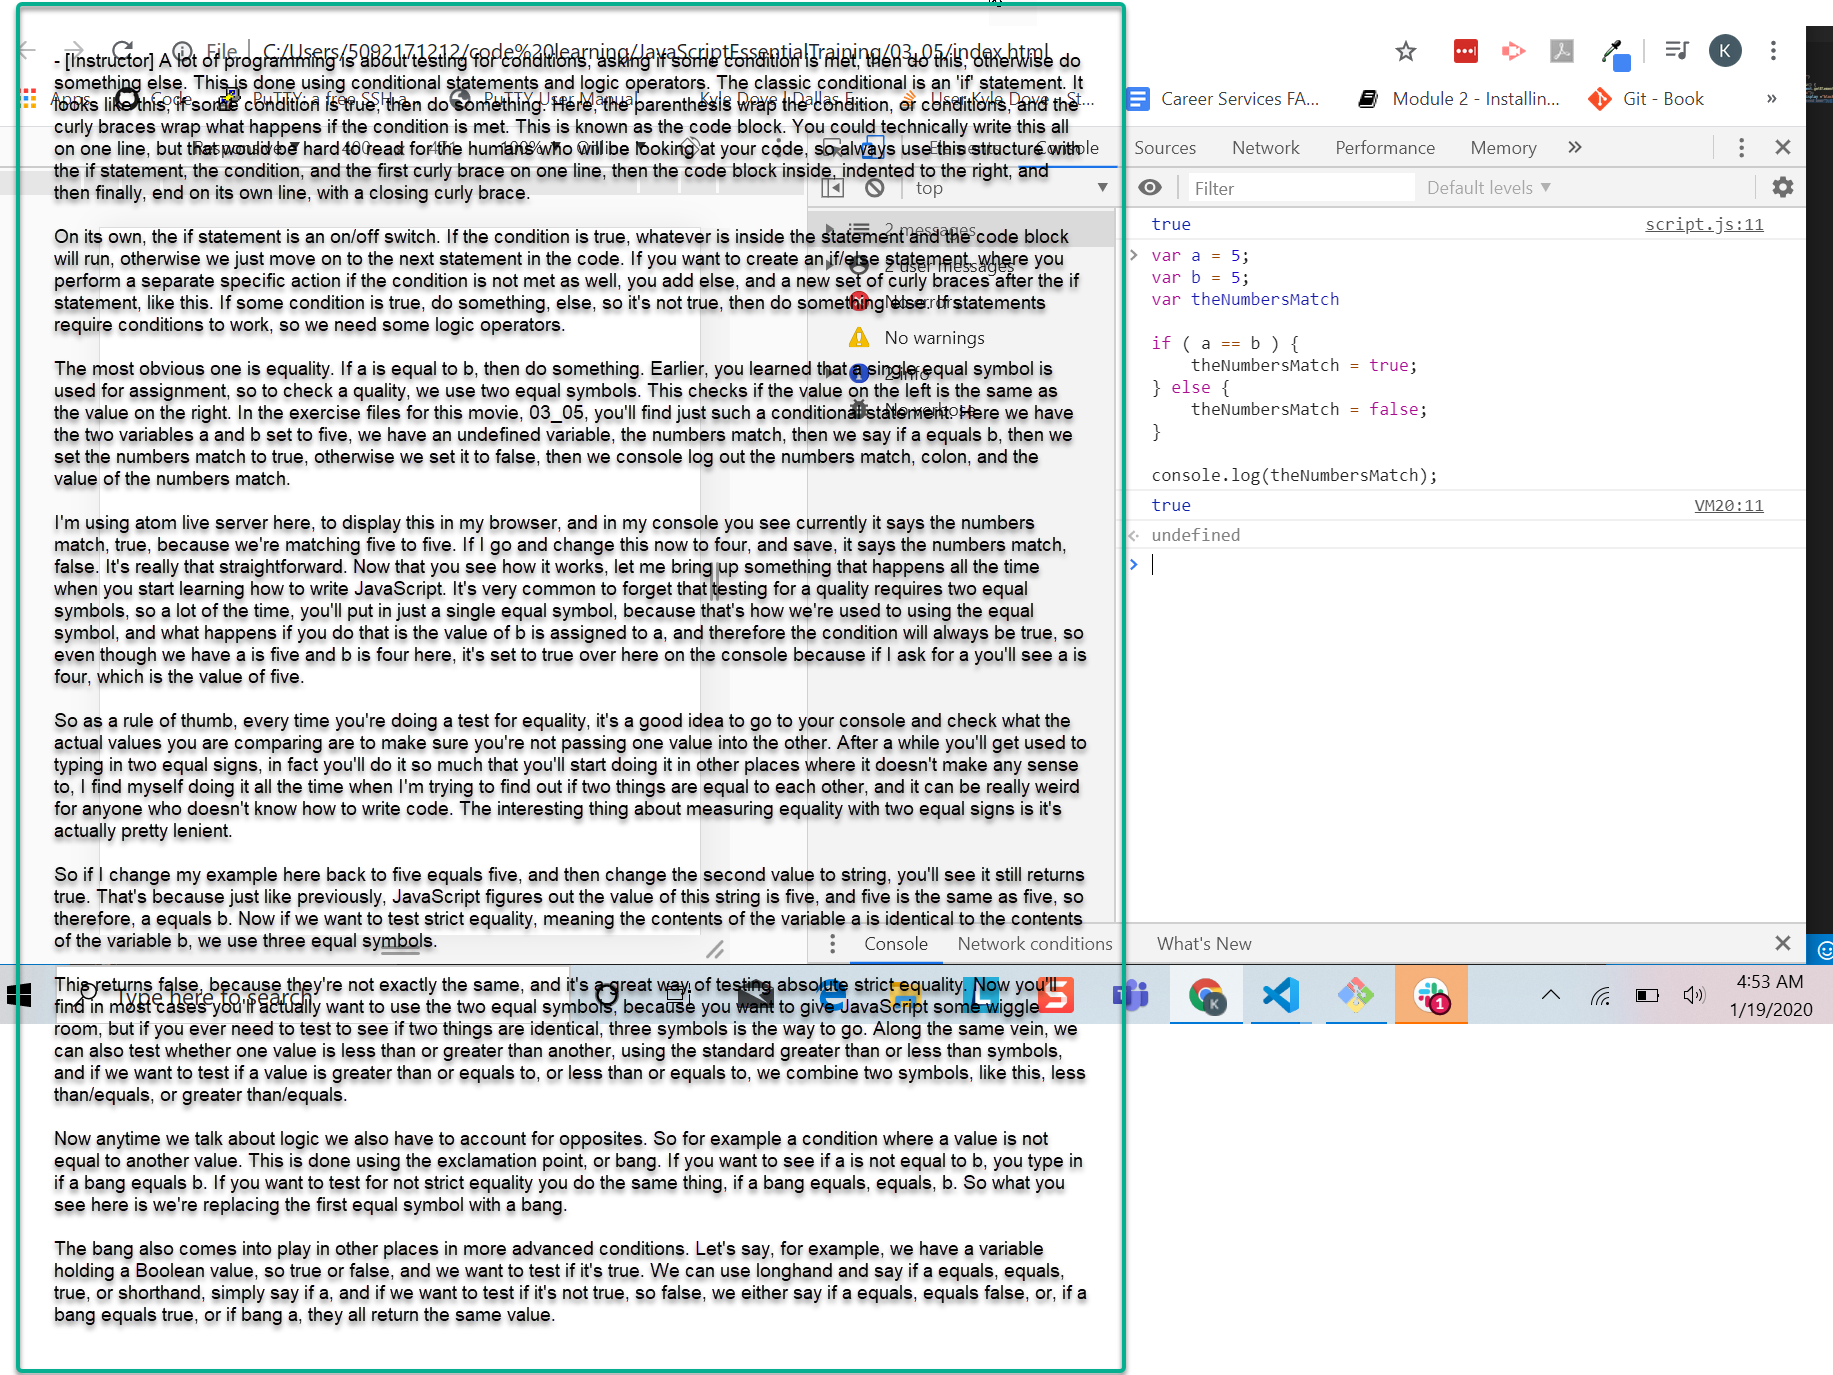 File
C:/Users/5092171212/code%20learning/JavaScriptEssentialTraining/03_05/index.html
- [Instructor] A lot of programming is about testing for conditions, asking if some condition is met, then do this, otherwise do
something else. This is done using conditional statements and logic operators. The classic conditional is an 'if' statement. It
looks like this, if some condition is true, then do something. Here, the parenthesis wrap the condition, or conditions, and the
curly braces wrap what happens if the condition is met. This is known as the code block. You could technically write this all
on one line, but that would be hard to read for the humans who will be looking at your code, so always use this structure with
the if statement, the condition, and the first curly brace on one line, then the code block inside, indented to the right, and
then finally, end on its own line, with a closing curly brace.
On its own, the if statement is an on/off switch. If the condition is true, whatever is inside the statement and the code block
will run, otherwise we just move on to the next statement in the code. If you want to create an if/else statement, where you
perform a separate specific action if the condition is not met as well, you add else, and a new set of curly braces after the if
statement, like this. If some condition is true, do something, else, so it's not true, then do something else. If statements
require conditions to work, so we need some logic operators.
The most obvious one is equality. If a is equal to b, then do something. Earlier, you learned that a single equal symbol is
used for assignment, so to check a quality, we use two equal symbols. This checks if the value on the left is the same as
the value on the right. In the exercise files for this movie, 03_05, you'll find just such a conditional statement. Here we have
the two variables a and b set to five, we have an undefined variable, the numbers match, then we say if a equals b, then we
set the numbers match to true, otherwise we set it to false, then we console log out the numbers match, colon, and the
value of the numbers match.
I'm using atom live server here, to display this in my browser, and in my console you see currently it says the numbers
match, true, because we're matching five to five. If I go and change this now to four, and save, it says the numbers match,
false. It's really that straightforward. Now that you see how it works, let me bring up something that happens all the time
when you start learning how to write JavaScript. It's very common to forget that testing for a quality requires two equal
symbols, so a lot of the time, you'll put in just a single equal symbol, because that's how we're used to using the equal
symbol, and what happens if you do that is the value of b is assigned to a, and therefore the condition will always be true, so
even though we have a is five and b is four here, it's set to true over here on the console because if I ask for a you'll see a is
four, which is the value of five.
So as a rule of thumb, every time you're doing a test for equality, it's a good idea to go to your console and check what the
actual values you are comparing are to make sure you're not passing one value into the other. After a while you'll get used to
typing in two equal signs, in fact you'll do it so much that you'll start doing it in other places where it doesn't make any sense
to, I find myself doing it all the time when I'm trying to find out if two things are equal to each other, and it can be really weird
for anyone who doesn't know how to write code. The interesting thing about measuring equality with two equal signs is it's
actually pretty lenient.
So if I change my example here back to five equals five, and then change the second value to string, you'll see it still returns
true. That's because just like previously, JavaScript figures out the value of this string is five, and five is the same as five, so
therefore, a equals b. Now if we want to test strict equality, meaning the contents of the variable a is identical to the contents
of the variable b, we use three equal symbols.
This returns false, because they're not exactly the same, and it's a great way of testing absolute strict equality. Now you'll
find in most cases you'll actually want to use the two equal symbols, because you want to give JavaScript some wiggle
room, but if you ever need to test to see if two things are identical, three symbols is the way to go. Along the same vein, we
can also test whether one value is less than or greater than another, using the standard greater than or less than symbols,
and if we want to test if a value is greater than or equals to, or less than or equals to, we combine two symbols, like this, less
than/equals, or greater than/equals.
Now anytime we talk about logic we also have to account for opposites. So for example a condition where a value is not
equal to another value. This is done using the exclamation point, or bang. If you want to see if a is not equal to b, you type in
if a bang equals b. If you want to test for not strict equality you do the same thing, if a bang equals, equals, b. So what you
see here is we're replacing the first equal symbol with a bang.
The bang also comes into play in other places in more advanced conditions. Let's say, for example, we have a variable
holding a Boolean value, so true or false, and we want to test if it's true. We can use longhand and say if a equals, equals,
true, or shorthand, simply say if a, and if we want to test if it's not true, so false, we either say if a equals, equals false, or, if a
bang equals true, or if bang a, they all return the same value.
Apps
Code
PuTTY: a free SSH a...
PuTTY User Manual
Kyle Dove | Dallas F...
User Kyle Dove - St...
Career Services FA...
Module 2 - Installin...
Git - Book
»
K
Responsive
400
100%
Elements
Console
Sources
Network
Performance
Memory
top
Filter
Default levels
2 messages
2 user messages
No errors
No warnings
2 info
No verbose
true
script.js:11
var a = 5;
var b = 5;
var theNumbersMatch
if ( a == b ) {
theNumbersMatch = true;
} else {
theNumbersMatch = false;
}
console.log(theNumbersMatch);
true
VM20:11
undefined
Console
Network conditions
What's New
Type here to search
K
1
4:53 AM
1/19/2020